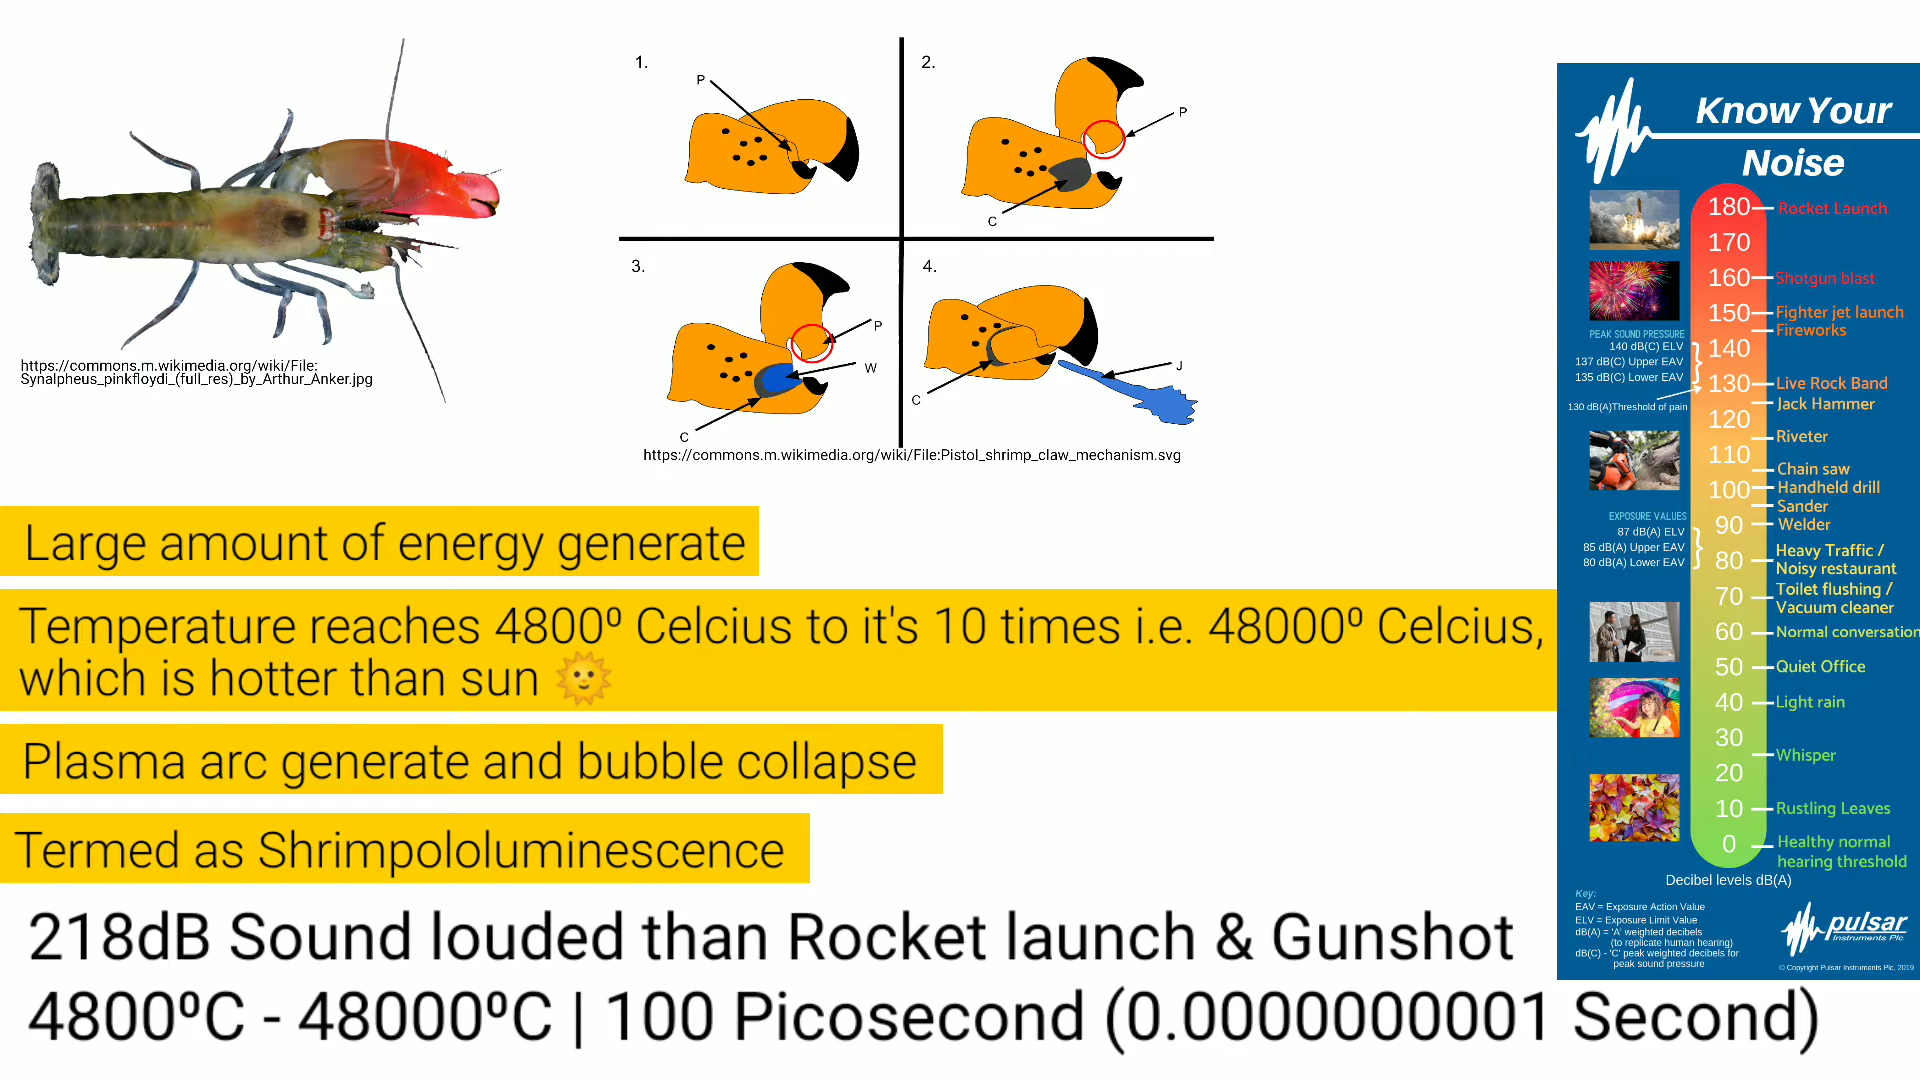 https://commons.m.wikimedia.org/wiki/File:
Synalpheus_pinkfloydi_(full_res)_by_Arthur_Anker.jpg
1.
P
2.
P
C
3.
P
W
C
4.
J
C
https://commons.m.wikimedia.org/wiki/File:Pistol_shrimp_claw_mechanism.svg
Large amount of energy generate
Temperature reaches 4800⁰ Celcius to it's 10 times i.e. 48000⁰ Celcius,
which is hotter than sun 🌞
Plasma arc generate and bubble collapse
Termed as Shrimpololuminescence
218dB Sound louded than Rocket launch & Gunshot
4800⁰C - 48000⁰C | 100 Picosecond (0.0000000001 Second)
Know Your
Noise
180 Rocket Launch
170
160 Shotgun blast
150 Fighter jet launch
Fireworks
PEAK SOUND PRESSURE
140 dB(C) ELV
137 dB(C) Upper EAV
135 dB(C) Lower EAV
140
130 Live Rock Band
130 dB(A)Threshold of pain
Jack Hammer
120
Riveter
110
Chain saw
100 Handheld drill
Sander
EXPOSURE VALUES
87 dB(A) ELV
85 dB(A) Upper EAV
80 dB(A) Lower EAV
90 Welder
80 Heavy Traffic /
Noisy restaurant
70 Toilet flushing /
Vacuum cleaner
60 Normal conversation
50 Quiet Office
40 Light rain
30
Whisper
20
10 Rustling Leaves
0 Healthy normal
hearing threshold
Decibel levels dB(A)
Key:
EAV = Exposure Action Value
ELV = Exposure Limit Value
dB(A) = 'A' weighted decibels
(to replicate human hearing)
dB(C) - 'C' peak weighted decibels for
peak sound pressure
pulsar
Instruments Plc
© Copyright Pulsar Instruments Plc, 2019